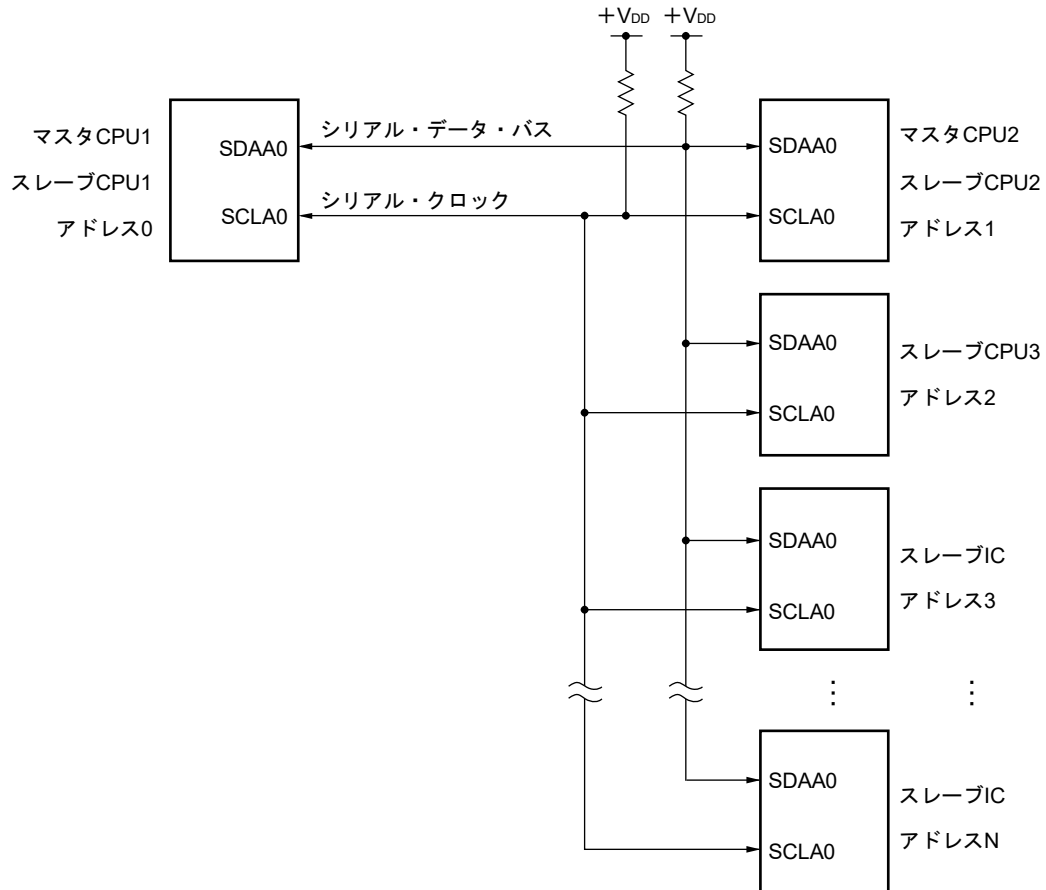 +VDD
+VDD
マスタCPU1
スレーブCPU1
アドレス0
SDAA0
SCLA0
シリアル・データ・バス
シリアル・クロック
SDAA0
SCLA0
マスタCPU2
スレーブCPU2
アドレス1
SDAA0
SCLA0
スレーブCPU3
アドレス2
SDAA0
SCLA0
スレーブIC
アドレス3
SDAA0
SCLA0
スレーブIC
アドレスN